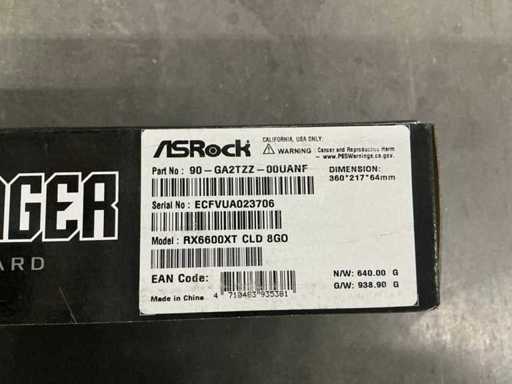 NGER
ARD
ASRock
CALIFORNIA, USA ONLY:
WARNING : Cancer and Reproductive Harm
- www.P65Warnings.ca.gov.
Part No : 90-GA2TZZ-00UANF
DIMENSION:
360*217*64mm
Serial No : ECFVUA023706
Model : RX6600XT CLD 8GO
EAN Code:
4 710483 935381
Made in China
N/W: 640.00 G
G/W: 938.90 G